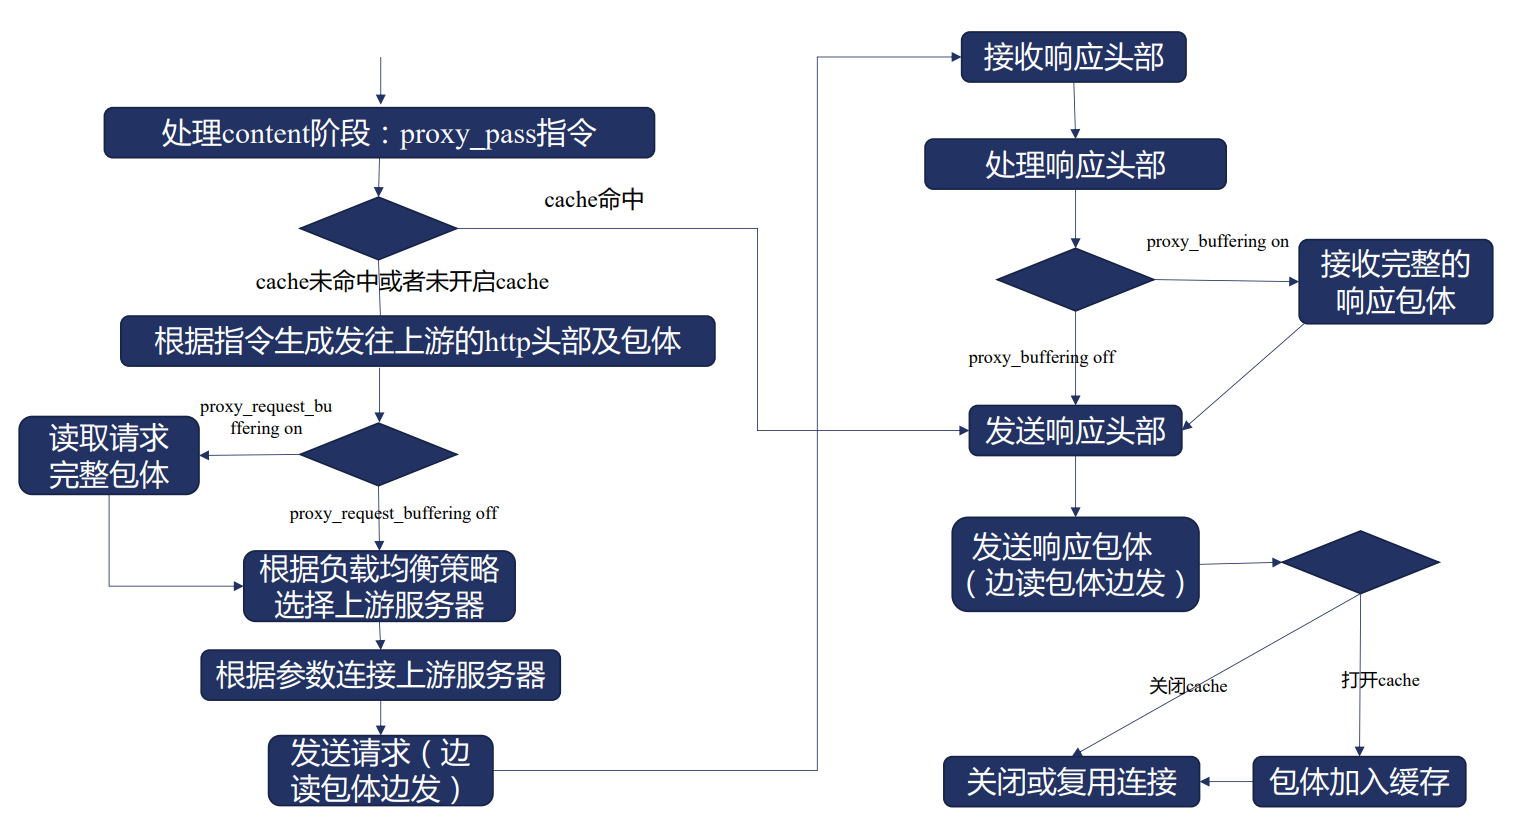 处理content阶段：proxy_pass指令
cache命中
cache未命中或者未开启cache
根据指令生成发往上游的http头部及包体
proxy_request_bu
ffering on
读取请求
完整包体
proxy_request_buffering off
根据负载均衡策略
选择上游服务器
根据参数连接上游服务器
发送请求（边
读包体边发）
接收响应头部
处理响应头部
proxy_buffering on
接收完整的
响应包体
proxy_buffering off
发送响应头部
发送响应包体
（边读包体边发）
关闭cache
打开cache
关闭或复用连接
包体加入缓存